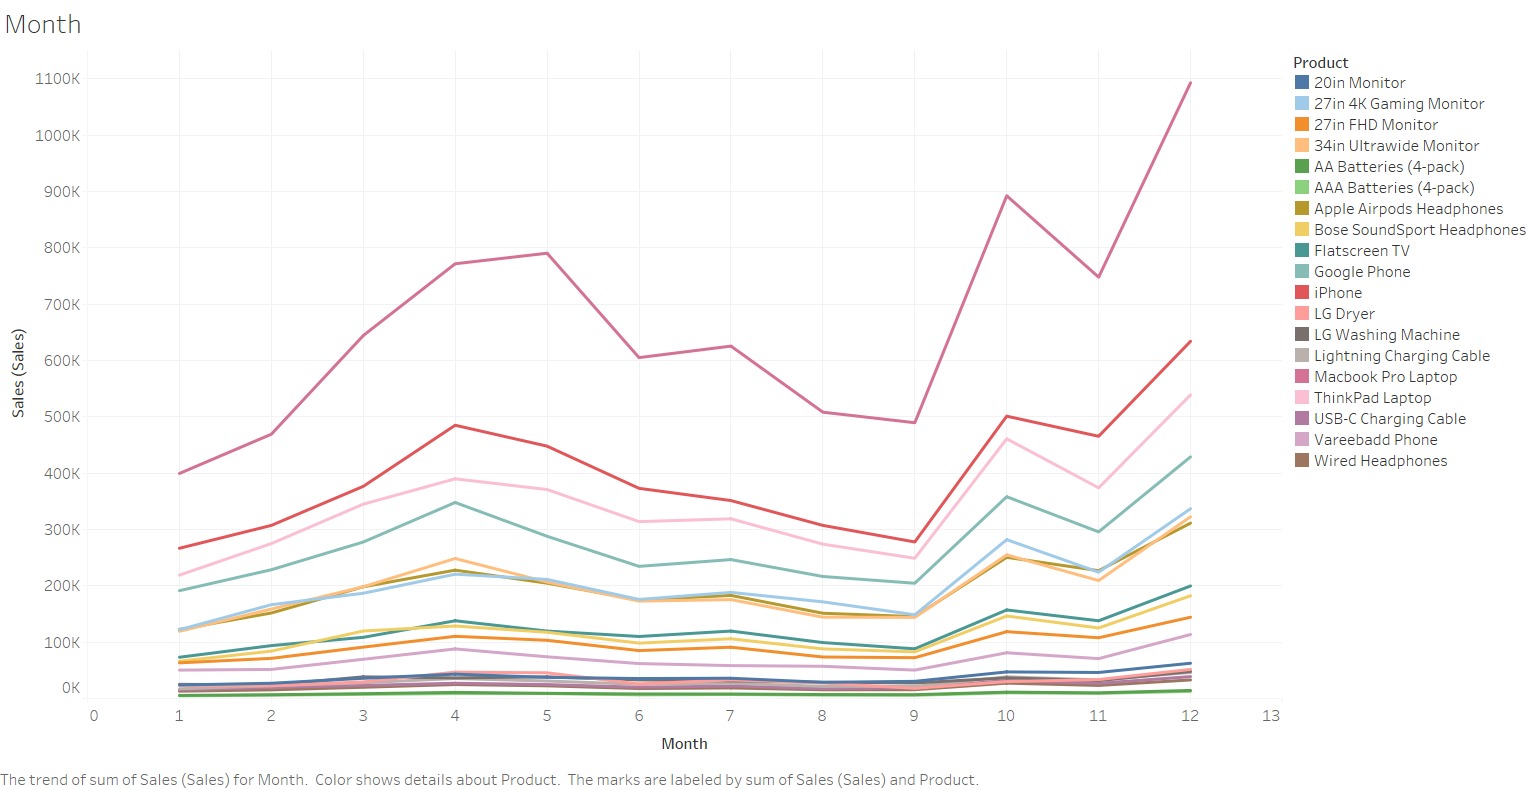 Month
1100K
1000K
900K
800K
700K
600K
500K
400K
300K
200K
100K
0K
Sales (Sales)
0 1 2 3 4 5 6 7 8 9 10 11 12 13
Month
Product
20in Monitor
27in 4K Gaming Monitor
27in FHD Monitor
34in Ultrawide Monitor
AA Batteries (4-pack)
AAA Batteries (4-pack)
Apple Airpods Headphones
Bose SoundSport Headphones
Flatscreen TV
Google Phone
iPhone
LG Dryer
LG Washing Machine
Lightning Charging Cable
Macbook Pro Laptop
ThinkPad Laptop
USB-C Charging Cable
Vareebadd Phone
Wired Headphones
The trend of sum of Sales (Sales) for Month.  Color shows details about Product.  The marks are labeled by sum of Sales (Sales) and Product.